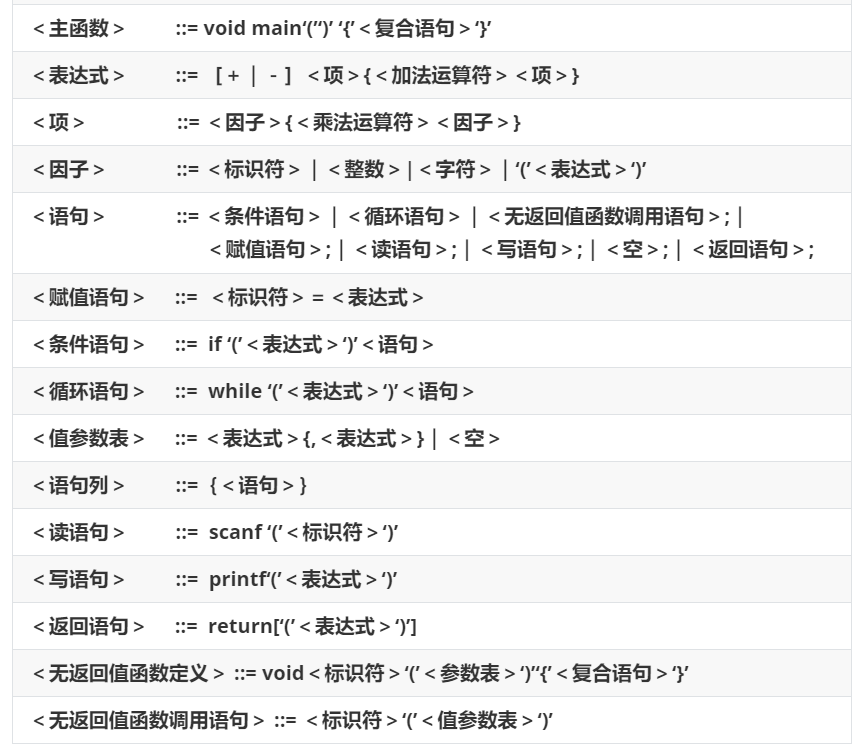 ＜主函数＞ ::= void main‘(’‘)’ ‘{’＜复合语句＞‘}’
＜表达式＞ ::= [＋｜－] ＜项＞{＜加法运算符＞＜项＞}
＜项＞ ::= ＜因子＞{＜乘法运算符＞＜因子＞}
＜因子＞ ::= ＜标识符＞｜＜整数＞|＜字符＞｜‘(’＜表达式＞‘)’
＜语句＞ ::= ＜条件语句＞｜＜循环语句＞｜＜无返回值函数调用语句＞;｜
＜赋值语句＞;｜＜读语句＞;｜＜写语句＞;｜＜空＞;｜＜返回语句＞;
＜赋值语句＞ ::= ＜标识符＞＝＜表达式＞
＜条件语句＞ ::= if ‘(’＜表达式＞‘)’＜语句＞
＜循环语句＞ ::= while ‘(’＜表达式＞‘)’＜语句＞
＜值参数表＞ ::= ＜表达式＞{,＜表达式＞}｜＜空＞
＜语句列＞ ::= ｛＜语句＞｝
＜读语句＞ ::= scanf ‘(’＜标识符＞‘)’
＜写语句＞ ::= printf‘(’＜表达式＞‘)’
＜返回语句＞ ::= return[‘(’＜表达式＞‘)’]
＜无返回值函数定义＞ ::= void＜标识符＞‘(’＜参数表＞‘)’‘{’＜复合语句＞‘}’
＜无返回值函数调用语句＞ ::= ＜标识符＞‘(’＜值参数表＞‘)’